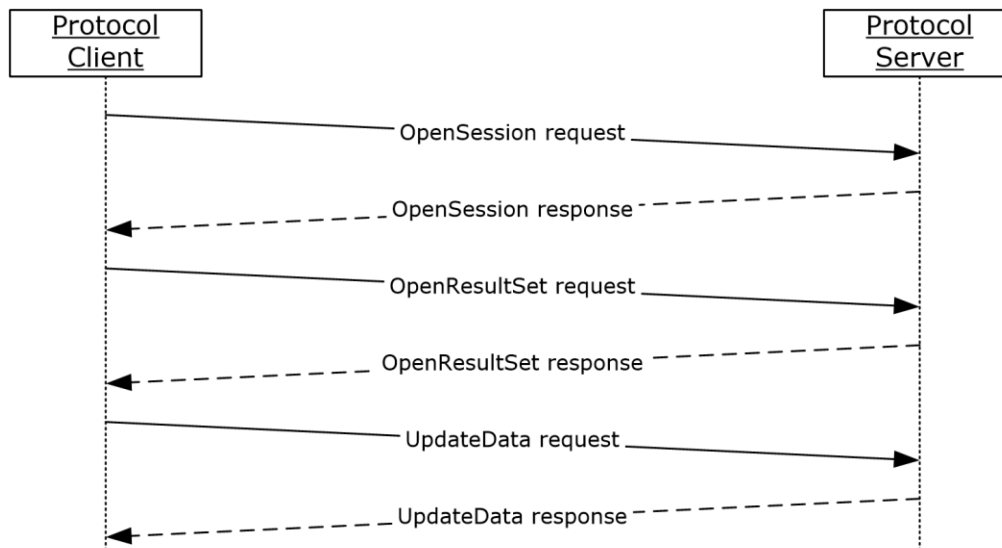 Protocol
Client
Protocol
Server
OpenSession request
OpenSession response
OpenResultSet request
OpenResultSet response
UpdateData request
UpdateData response